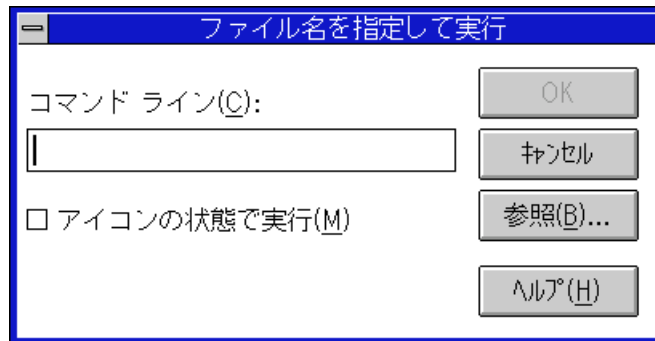 ファイル名を指定して実行
コマンド ライン(C):
OK
ｷｬﾝｾﾙ
アイコンの状態で実行(M)
参照(B)...
ﾍﾙﾌﾟ(H)